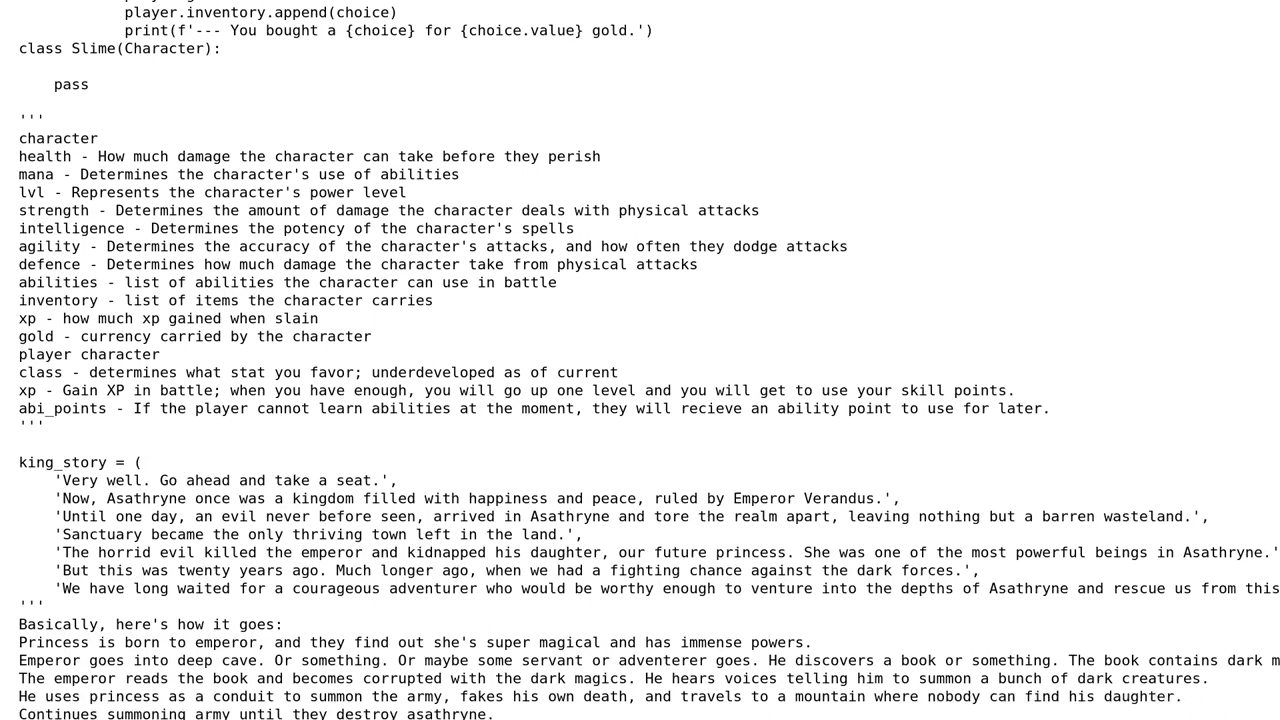 player.inventory.append(choice)
print(f'--- You bought a {choice} for {choice.value} gold.')
class Slime(Character):
pass
'''
character
health - How much damage the character can take before they perish
mana - Determines the character's use of abilities
lvl - Represents the character's power level
strength - Determines the amount of damage the character deals with physical attacks
intelligence - Determines the potency of the character's spells
agility - Determines the accuracy of the character's attacks, and how often they dodge attacks
defence - Determines how much damage the character take from physical attacks
abilities - list of abilities the character can use in battle
inventory - list of items the character carries
xp - how much xp gained when slain
gold - currency carried by the character
player character
class - determines what stat you favor; underdeveloped as of current
xp - Gain XP in battle; when you have enough, you will go up one level and you will get to use your skill points.
abi_points - If the player cannot learn abilities at the moment, they will recieve an ability point to use for later.
'''
king_story = (
'Very well. Go ahead and take a seat.',
'Now, Asathryne once was a kingdom filled with happiness and peace, ruled by Emperor Verandus.',
'Until one day, an evil never before seen, arrived in Asathryne and tore the realm apart, leaving nothing but a barren wasteland.',
'Sanctuary became the only thriving town left in the land.',
'The horrid evil killed the emperor and kidnapped his daughter, our future princess. She was one of the most powerful beings in Asathryne.'
'But this was twenty years ago. Much longer ago, when we had a fighting chance against the dark forces.',
'We have long waited for a courageous adventurer who would be worthy enough to venture into the depths of Asathryne and rescue us from this
'''
Basically, here's how it goes:
Princess is born to emperor, and they find out she's super magical and has immense powers.
Emperor goes into deep cave. Or something. Or maybe some servant or adventerer goes. He discovers a book or something. The book contains dark m
The emperor reads the book and becomes corrupted with the dark magics. He hears voices telling him to summon a bunch of dark creatures.
He uses princess as a conduit to summon the army, fakes his own death, and travels to a mountain where nobody can find his daughter.
Continues summoning army until they destroy asathryne.